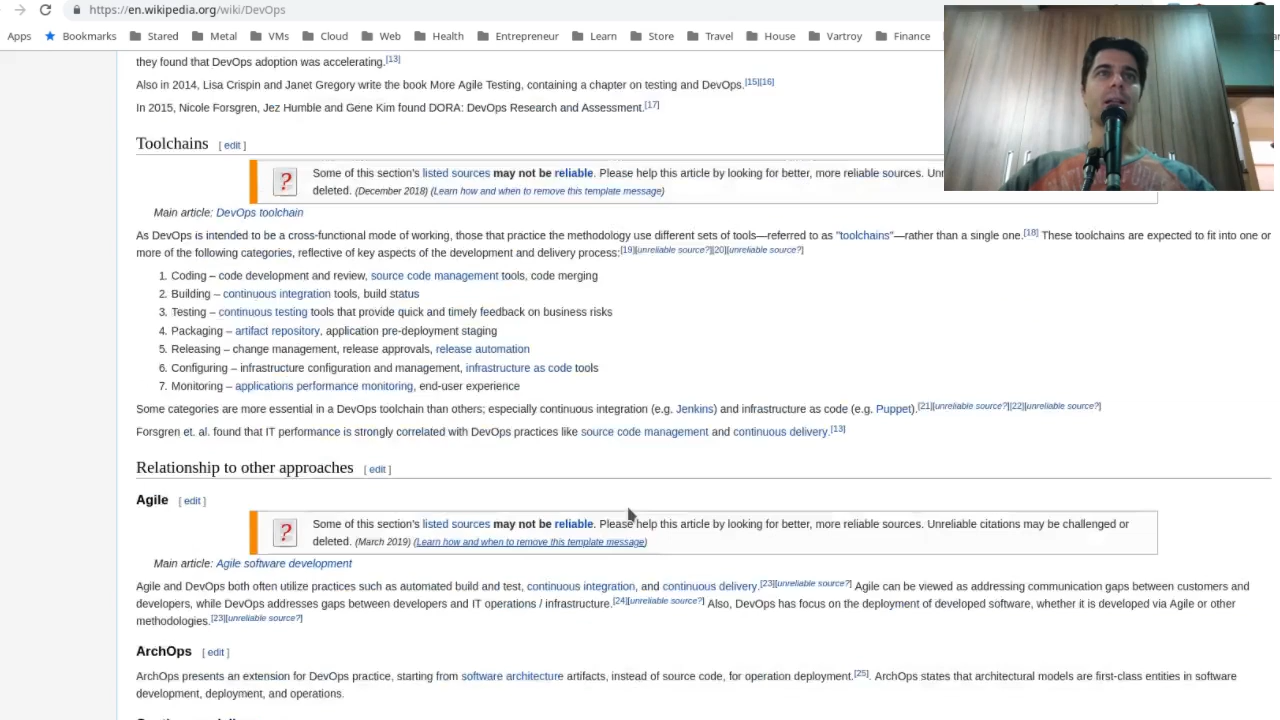 https://en.wikipedia.org/wiki/DevOps
Apps Bookmarks Stared Metal VMs Cloud Web Health Entrepreneur Learn Store Travel House Vartroy Finance
they found that DevOps adoption was accelerating.[13]
Also in 2014, Lisa Crispin and Janet Gregory write the book More Agile Testing, containing a chapter on testing and DevOps.[15][16]
In 2015, Nicole Forsgren, Jez Humble and Gene Kim found DORA: DevOps Research and Assessment.[17]
Toolchains [ edit ]
Some of this section's listed sources may not be reliable. Please help this article by looking for better, more reliable sources.
deleted. (December 2018) (Learn how and when to remove this template message)
Main article: DevOps toolchain
As DevOps is intended to be a cross-functional mode of working, those that practice the methodology use different sets of tools—referred to as "toolchains"—rather than a single one.[18] These toolchains are expected to fit into one or
more of the following categories, reflective of key aspects of the development and delivery process:[19][unreliable source?][20][unreliable source?]
1. Coding – code development and review, source code management tools, code merging
2. Building – continuous integration tools, build status
3. Testing – continuous testing tools that provide quick and timely feedback on business risks
4. Packaging – artifact repository, application pre-deployment staging
5. Releasing – change management, release approvals, release automation
6. Configuring – infrastructure configuration and management, infrastructure as code tools
7. Monitoring – applications performance monitoring, end-user experience
Some categories are more essential in a DevOps toolchain than others; especially continuous integration (e.g. Jenkins) and infrastructure as code (e.g. Puppet).[21][unreliable source?][22][unreliable source?]
Forsgren et. al. found that IT performance is strongly correlated with DevOps practices like source code management and continuous delivery.[13]
Relationship to other approaches [ edit ]
Agile [ edit ]
Some of this section's listed sources may not be reliable. Please help this article by looking for better, more reliable sources. Unreliable citations may be challenged or
deleted. (March 2019) (Learn how and when to remove this template message)
Main article: Agile software development
Agile and DevOps both often utilize practices such as automated build and test, continuous integration, and continuous delivery.[23][unreliable source?] Agile can be viewed as addressing communication gaps between customers and
developers, while DevOps addresses gaps between developers and IT operations / infrastructure.[24][unreliable source?] Also, DevOps has focus on the deployment of developed software, whether it is developed via Agile or other
methodologies.[23][unreliable source?]
ArchOps [ edit ]
ArchOps presents an extension for DevOps practice, starting from software architecture artifacts, instead of source code, for operation deployment.[25]. ArchOps states that architectural models are first-class entities in software
development, deployment, and operations.